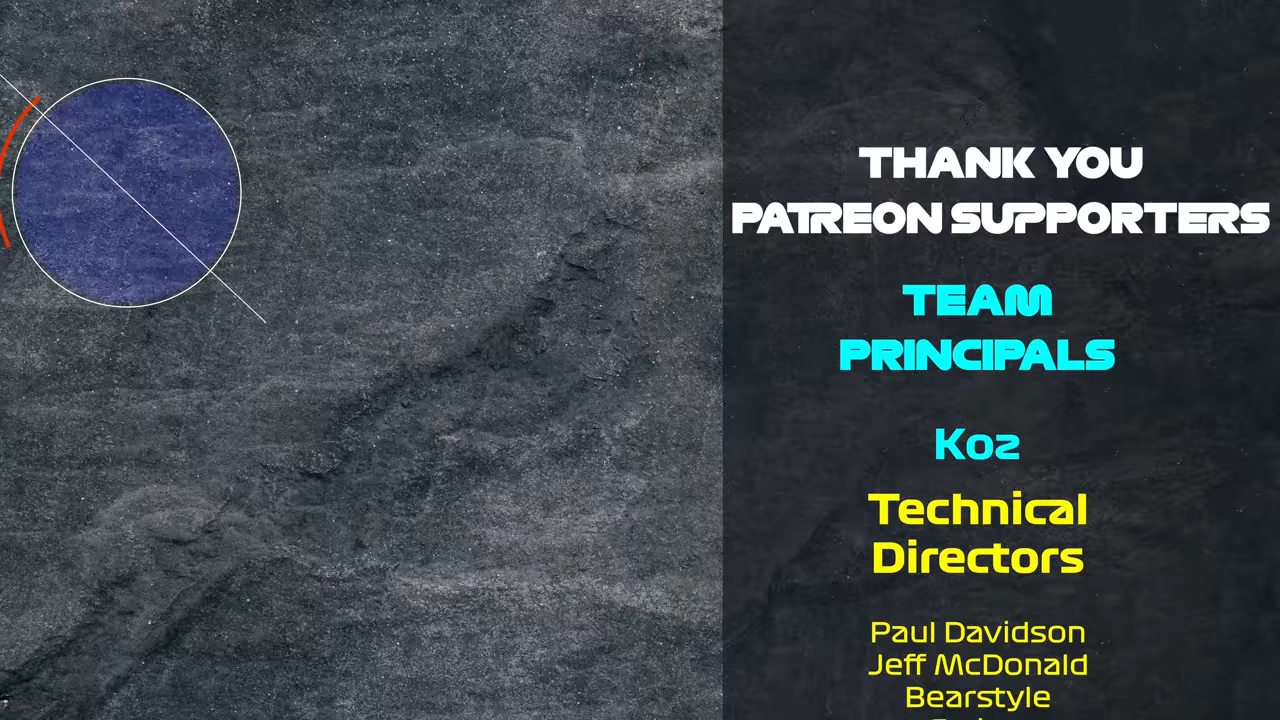 THANK YOU
PATREON SUPPORTERS
TEAM
PRINCIPALS
Koz
Technical
Directors
Paul Davidson
Jeff McDonald
Bearstyle